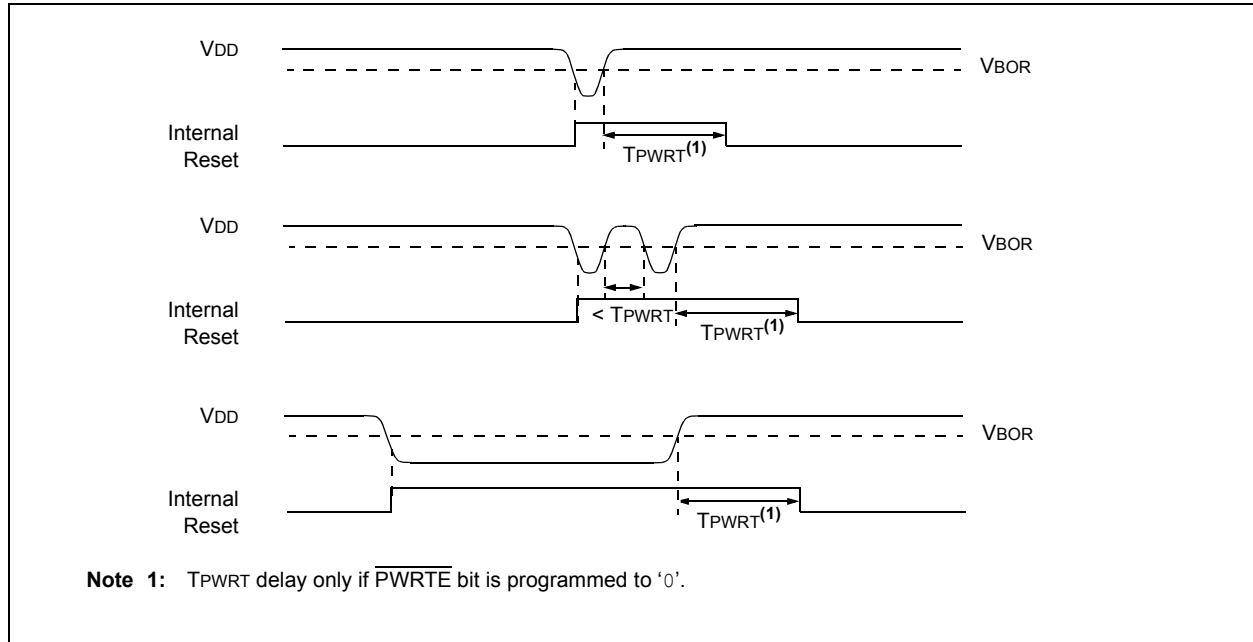 VDD
VBOR
Internal
Reset
TPWRT(1)
VDD
VBOR
Internal
Reset
< TPWRT
TPWRT(1)
VDD
VBOR
Internal
Reset
TPWRT(1)
Note 1: TPWRT delay only if PWRTE bit is programmed to ‘0’.